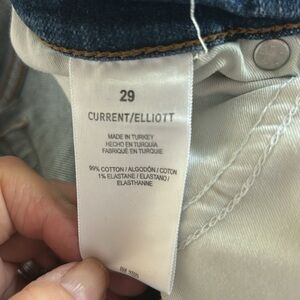 29
CURRENT/ELLIOTT
MADE IN TURKEY
HECHO EN TURQUIA
FABRIQUÉ EN TURQUIE
99% COTTON / ALGODÓN / COTON
1% ELASTANE / ELASTANO /
ELASTHANNE